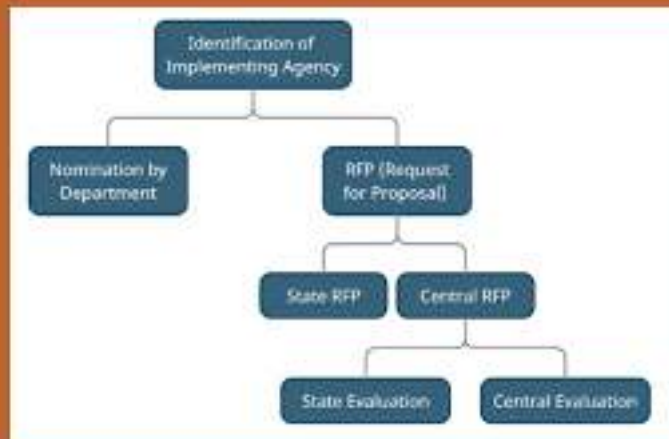 Identification of
Implementing Agency
Nomination by
Department
RFP (Request
for Proposal)
State RFP
Central RFP
State Evaluation
Central Evaluation